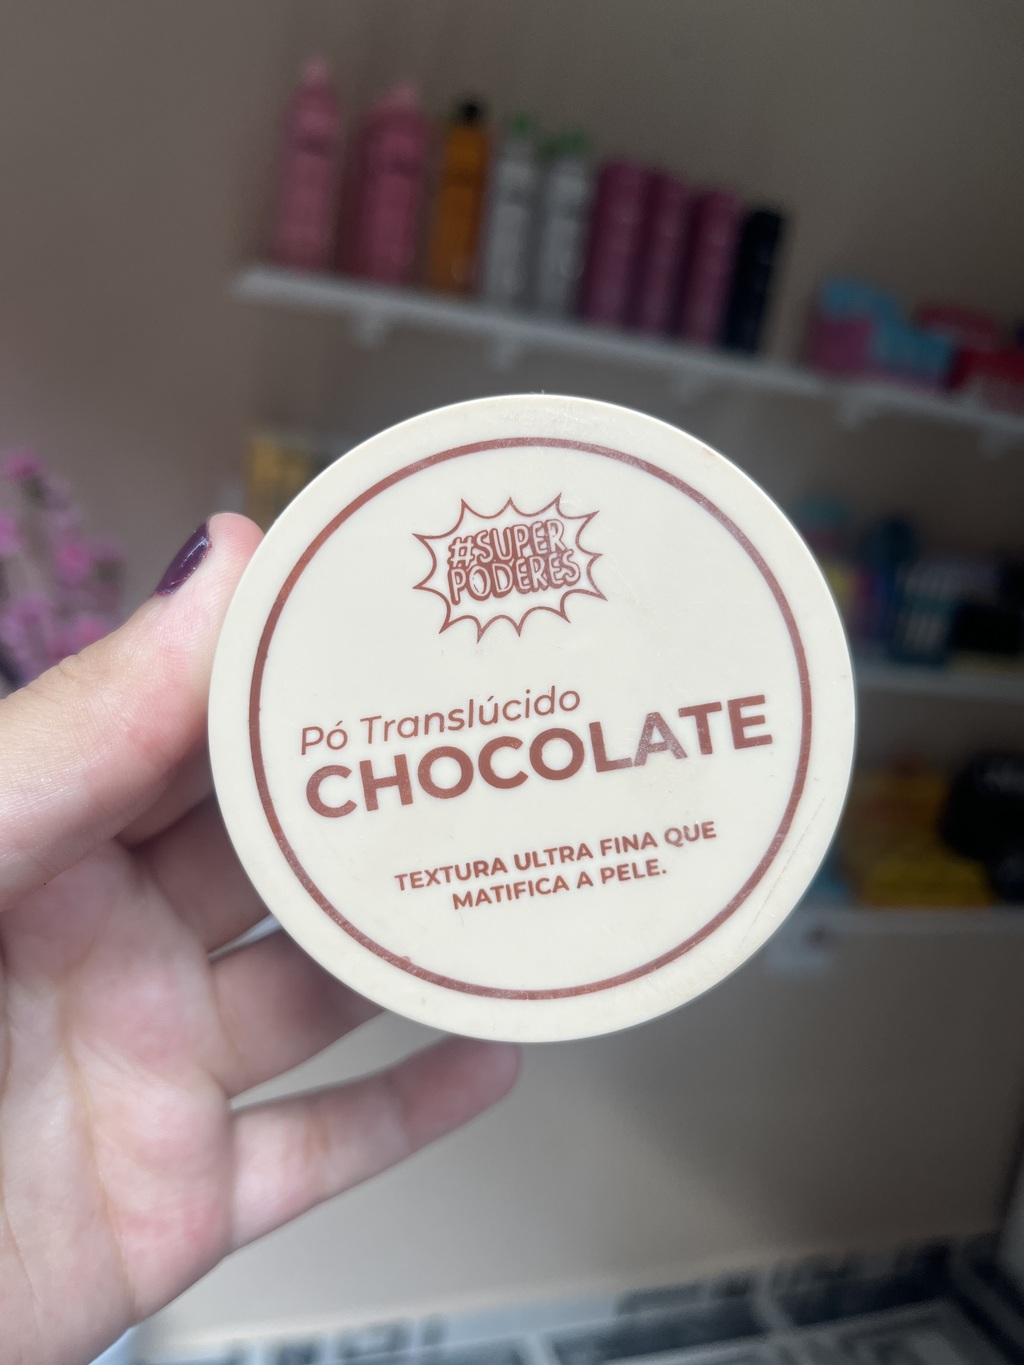 #SUPER
PODERES
Pó Translúcido
CHOCOLATE
TEXTURA ULTRA FINA QUE
MATIFICA A PELE.